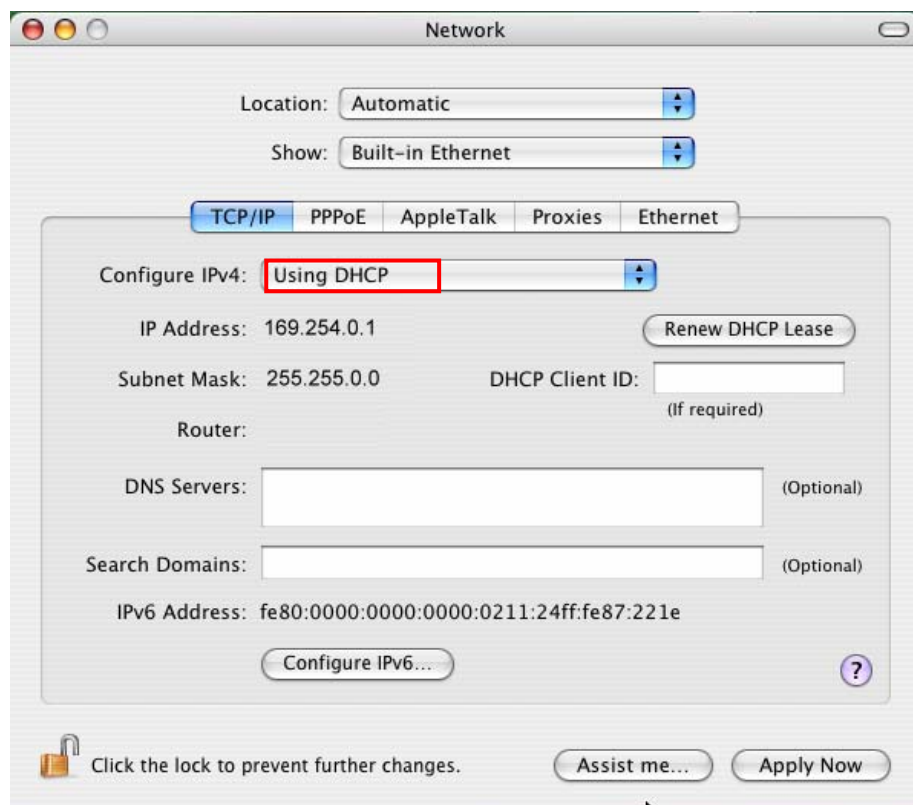 Network
Location: Automatic
Show: Built-in Ethernet
TCP/IP PPPoE AppleTalk Proxies Ethernet
Configure IPv4: Using DHCP
IP Address: 169.254.0.1 Renew DHCP Lease
Subnet Mask: 255.255.0.0 DHCP Client ID:
(If required)
Router:
DNS Servers: (Optional)
Search Domains: (Optional)
IPv6 Address: fe80:0000:0000:0000:0211:24ff:fe87:221e
Configure IPv6... ?
Click the lock to prevent further changes. Assist me... Apply Now